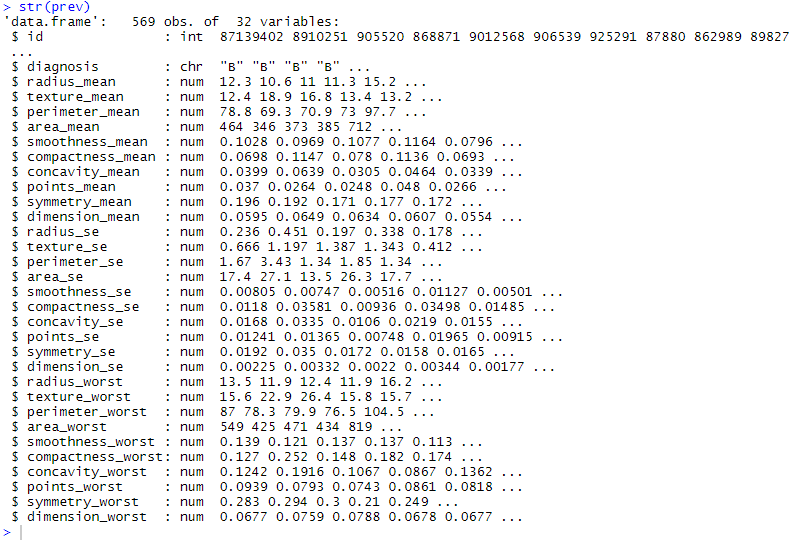 > str(prev)
'data.frame':   569 obs. of  32 variables:
 $ id               : int  87139402 8910251 905520 868871 9012568 906539 925291 87880 862989 89827
...
 $ diagnosis        : chr  "B" "B" "B" "B" ...
 $ radius_mean      : num  12.3 10.6 11 11.3 15.2 ...
 $ texture_mean     : num  12.4 18.9 16.8 13.4 13.2 ...
 $ perimeter_mean   : num  78.8 69.3 70.9 73 97.7 ...
 $ area_mean        : num  464 346 373 385 712 ...
 $ smoothness_mean  : num  0.1028 0.0969 0.1077 0.1164 0.0796 ...
 $ compactness_mean : num  0.0698 0.1147 0.078 0.1136 0.0693 ...
 $ concavity_mean   : num  0.0399 0.0639 0.0305 0.0464 0.0339 ...
 $ points_mean      : num  0.037 0.0264 0.0248 0.048 0.0266 ...
 $ symmetry_mean    : num  0.196 0.192 0.171 0.177 0.172 ...
 $ dimension_mean   : num  0.0595 0.0649 0.0634 0.0607 0.0554 ...
 $ radius_se        : num  0.236 0.451 0.197 0.338 0.178 ...
 $ texture_se       : num  0.666 1.197 1.387 1.343 0.412 ...
 $ perimeter_se     : num  1.67 3.43 1.34 1.85 1.34 ...
 $ area_se          : num  17.4 27.1 13.5 26.3 17.7 ...
 $ smoothness_se    : num  0.00805 0.00747 0.00516 0.01127 0.00501 ...
 $ compactness_se   : num  0.0118 0.03581 0.00936 0.03498 0.01485 ...
 $ concavity_se     : num  0.0168 0.0335 0.0106 0.0219 0.0155 ...
 $ points_se        : num  0.01241 0.01365 0.00748 0.01965 0.00915 ...
 $ symmetry_se      : num  0.0192 0.035 0.0172 0.0158 0.0165 ...
 $ dimension_se     : num  0.00225 0.00332 0.0022 0.00344 0.00177 ...
 $ radius_worst     : num  13.5 11.9 12.4 11.9 16.2 ...
 $ texture_worst    : num  15.6 22.9 26.4 15.8 15.7 ...
 $ perimeter_worst  : num  87 78.3 79.9 76.5 104.5 ...
 $ area_worst       : num  549 425 471 434 819 ...
 $ smoothness_worst : num  0.139 0.121 0.137 0.137 0.113 ...
 $ compactness_worst: num  0.127 0.252 0.148 0.182 0.174 ...
 $ concavity_worst  : num  0.1242 0.1916 0.1067 0.0867 0.1362 ...
 $ points_worst     : num  0.0939 0.0793 0.0743 0.0861 0.0818 ...
 $ symmetry_worst   : num  0.283 0.294 0.3 0.21 0.249 ...
 $ dimension_worst  : num  0.0677 0.0759 0.0788 0.0678 0.0677 ...
>